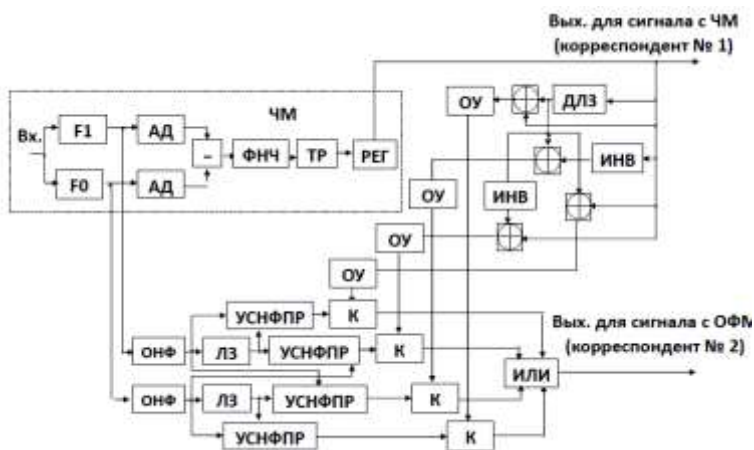 Вых. для сигнала с ЧМ
(корреспондент № 1)
ЧМ
ОУ
ДЛЗ
Вх.
F1
АД
–
ФНЧ
ТР
РЕГ
ИНВ
F0
АД
ОУ
ИНВ
ОУ
ОУ
УСНФПР
К
Вых. для сигнала с ОФМ
(корреспондент № 2)
ОНФ
ЛЗ
УСНФПР
К
ИЛИ
ОНФ
ЛЗ
УСНФПР
К
УСНФПР
К